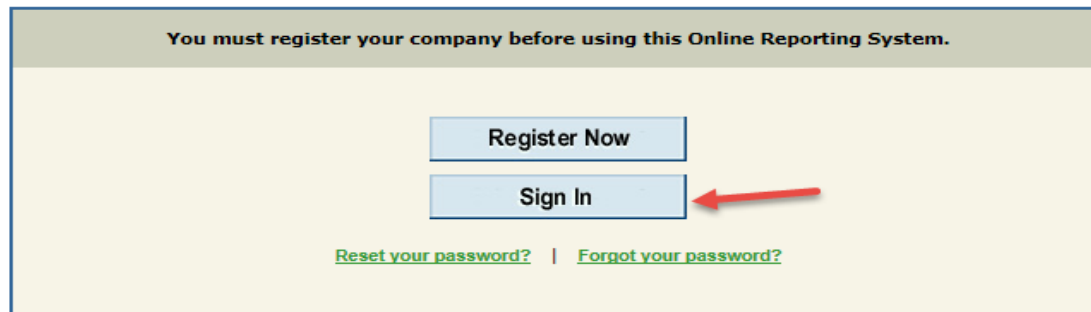 You must register your company before using this Online Reporting System.
Register Now
Sign In
Reset your password? | Forgot your password?